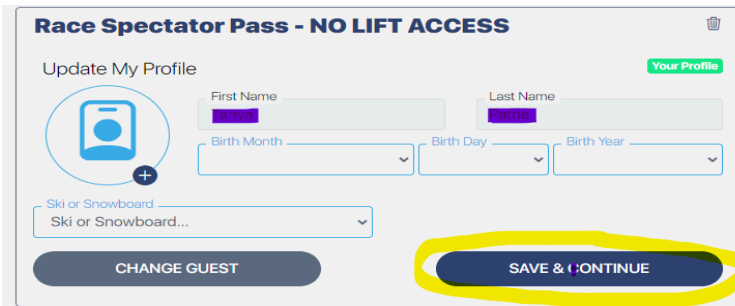 Race Spectator Pass - NO LIFT ACCESS
Update My Profile
Your Profile
First Name
Last Name
Birth Month
Birth Day
Birth Year
Ski or Snowboard
Ski or Snowboard...
CHANGE GUEST
SAVE & CONTINUE